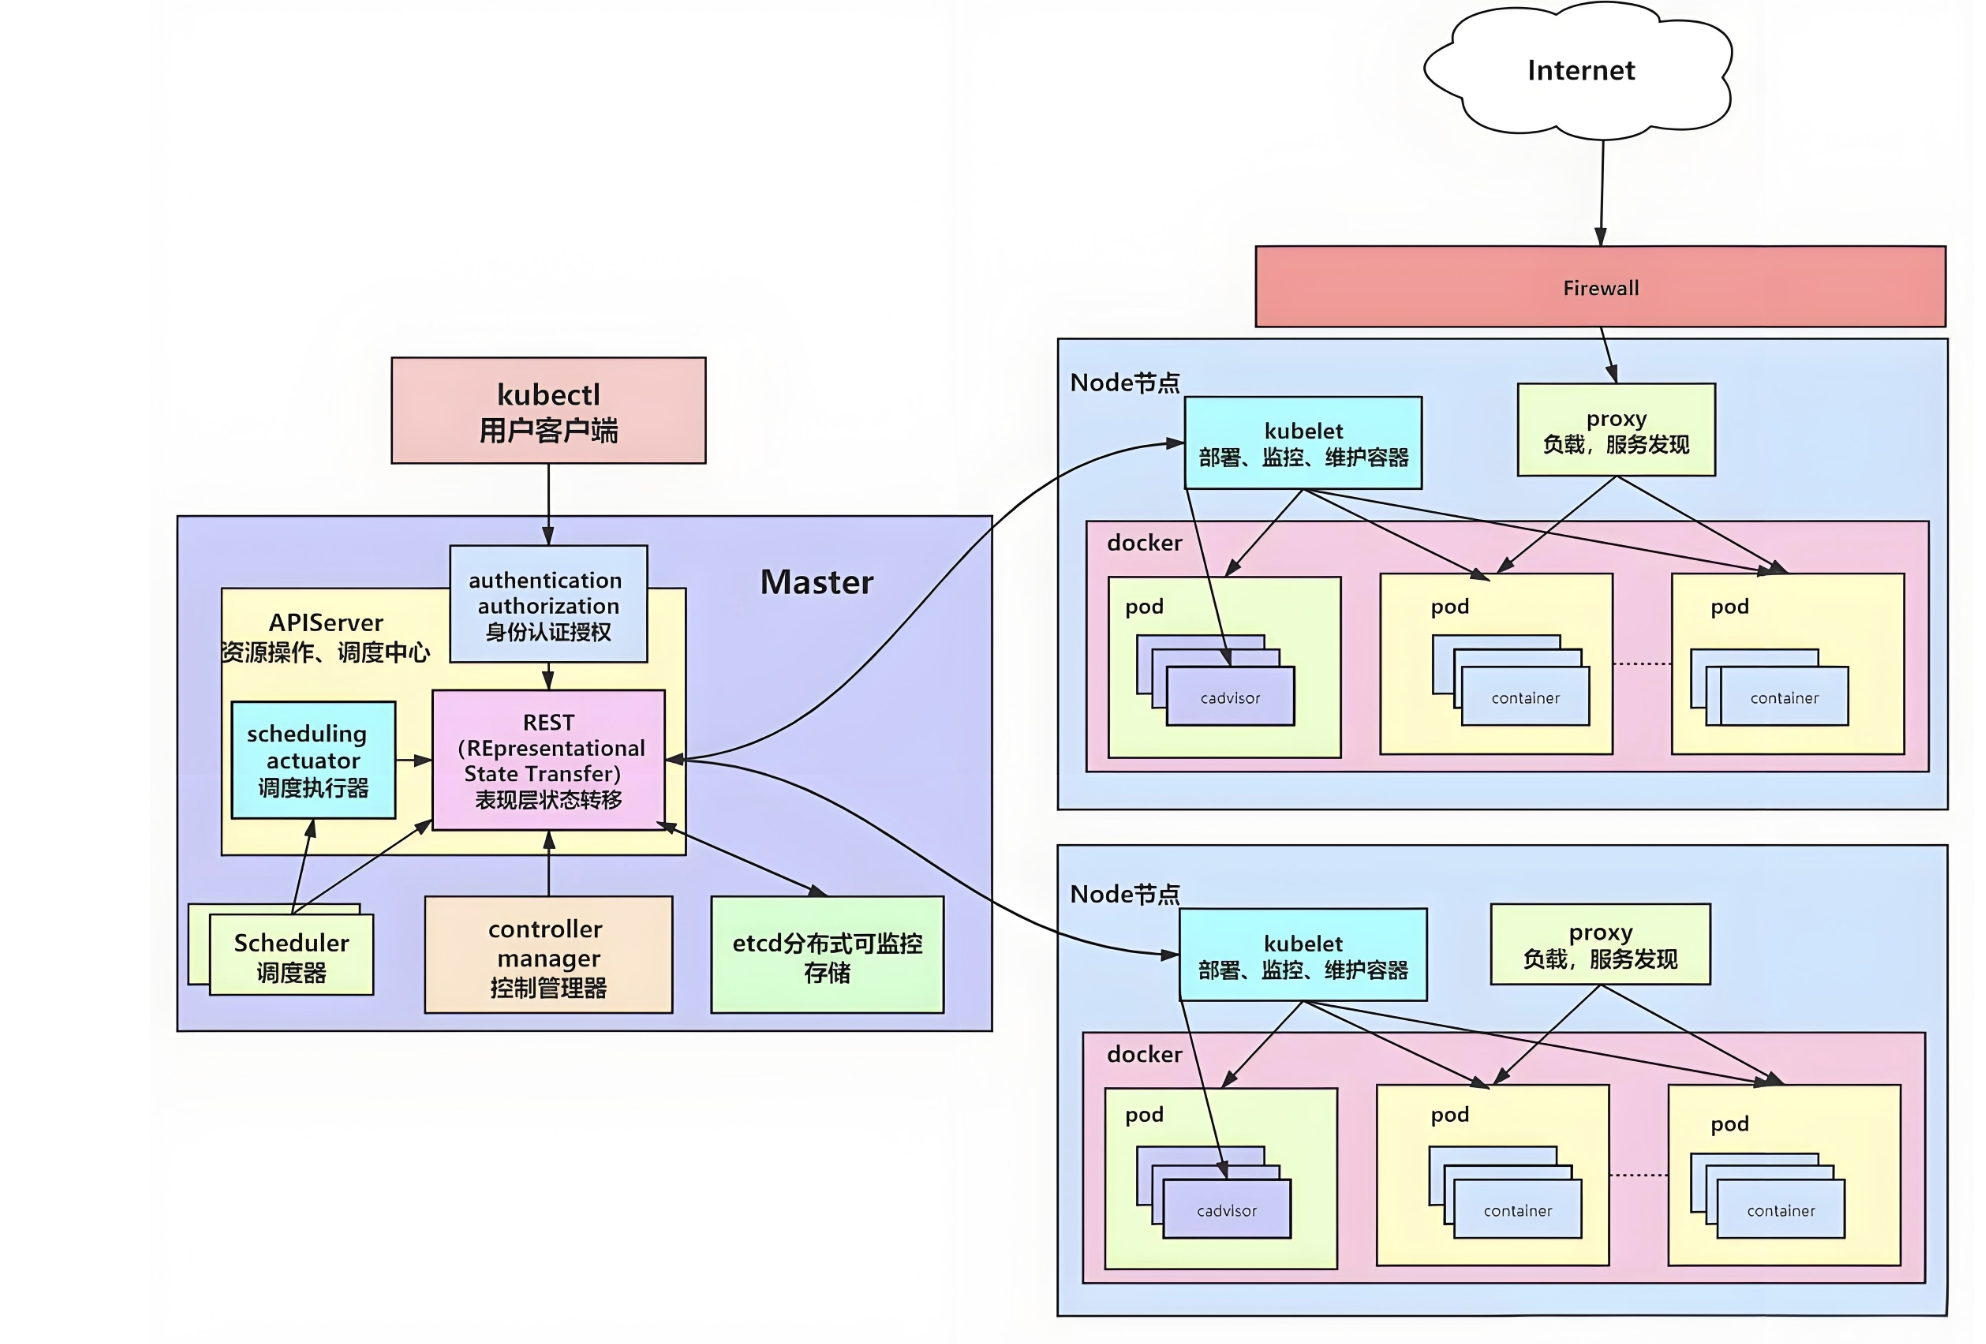 Internet
Firewall
kubectl
用户客户端
Master
authentication
authorization
身份认证授权
APIServer
资源操作、调度中心
scheduling
actuator
调度执行器
REST
（REpresentational
State Transfer）
表现层状态转移
Scheduler
调度器
controller
manager
控制管理器
etcd分布式可监控
存储
Node节点
kubelet
部署、监控、维护容器
proxy
负载，服务发现
docker
pod
cadvisor
pod
container
pod
container
Node节点
kubelet
部署、监控、维护容器
proxy
负载，服务发现
docker
pod
cadvisor
pod
container
pod
container